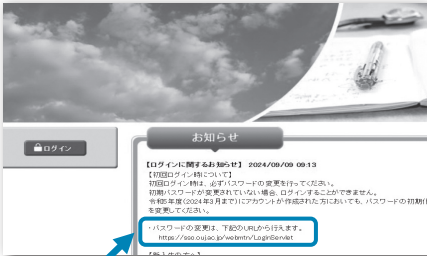 ログイン
お知らせ
【ログインに関するお知らせ】 2024/09/09 09:13
【初回ログイン時について】
初回ログイン時は、必ずパスワードの変更を行ってください。
初期パスワードが変更されていない場合、ログインすることができません。
令和5年度(2024年3月まで)にアカウントが作成された方においても、パスワードの初期化
を変更してください。
・パスワードの変更は、下記のURLから行えます。
https://sso.ouj.ac.jp/webmtn/LoginServlet